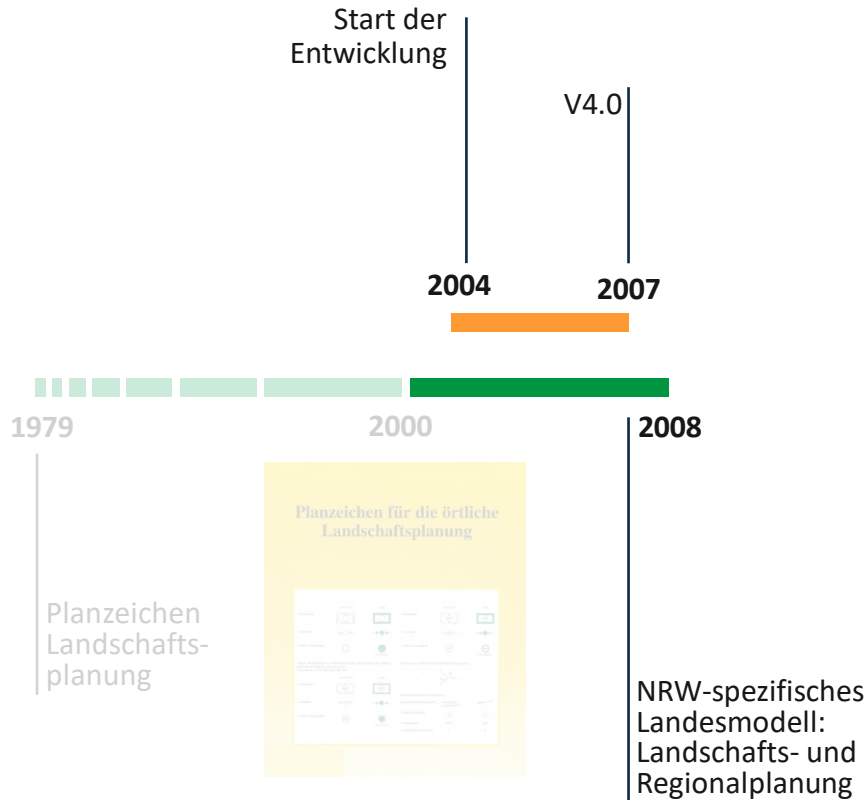 Start der
Entwicklung
V4.0
2004
2007
1979
2000
2008
Planzeichen für die örtliche
Landschaftsplanung
Planzeichen
Landschafts-
planung
NRW-spezifisches
Landesmodell:
Landschafts- und
Regionalplanung